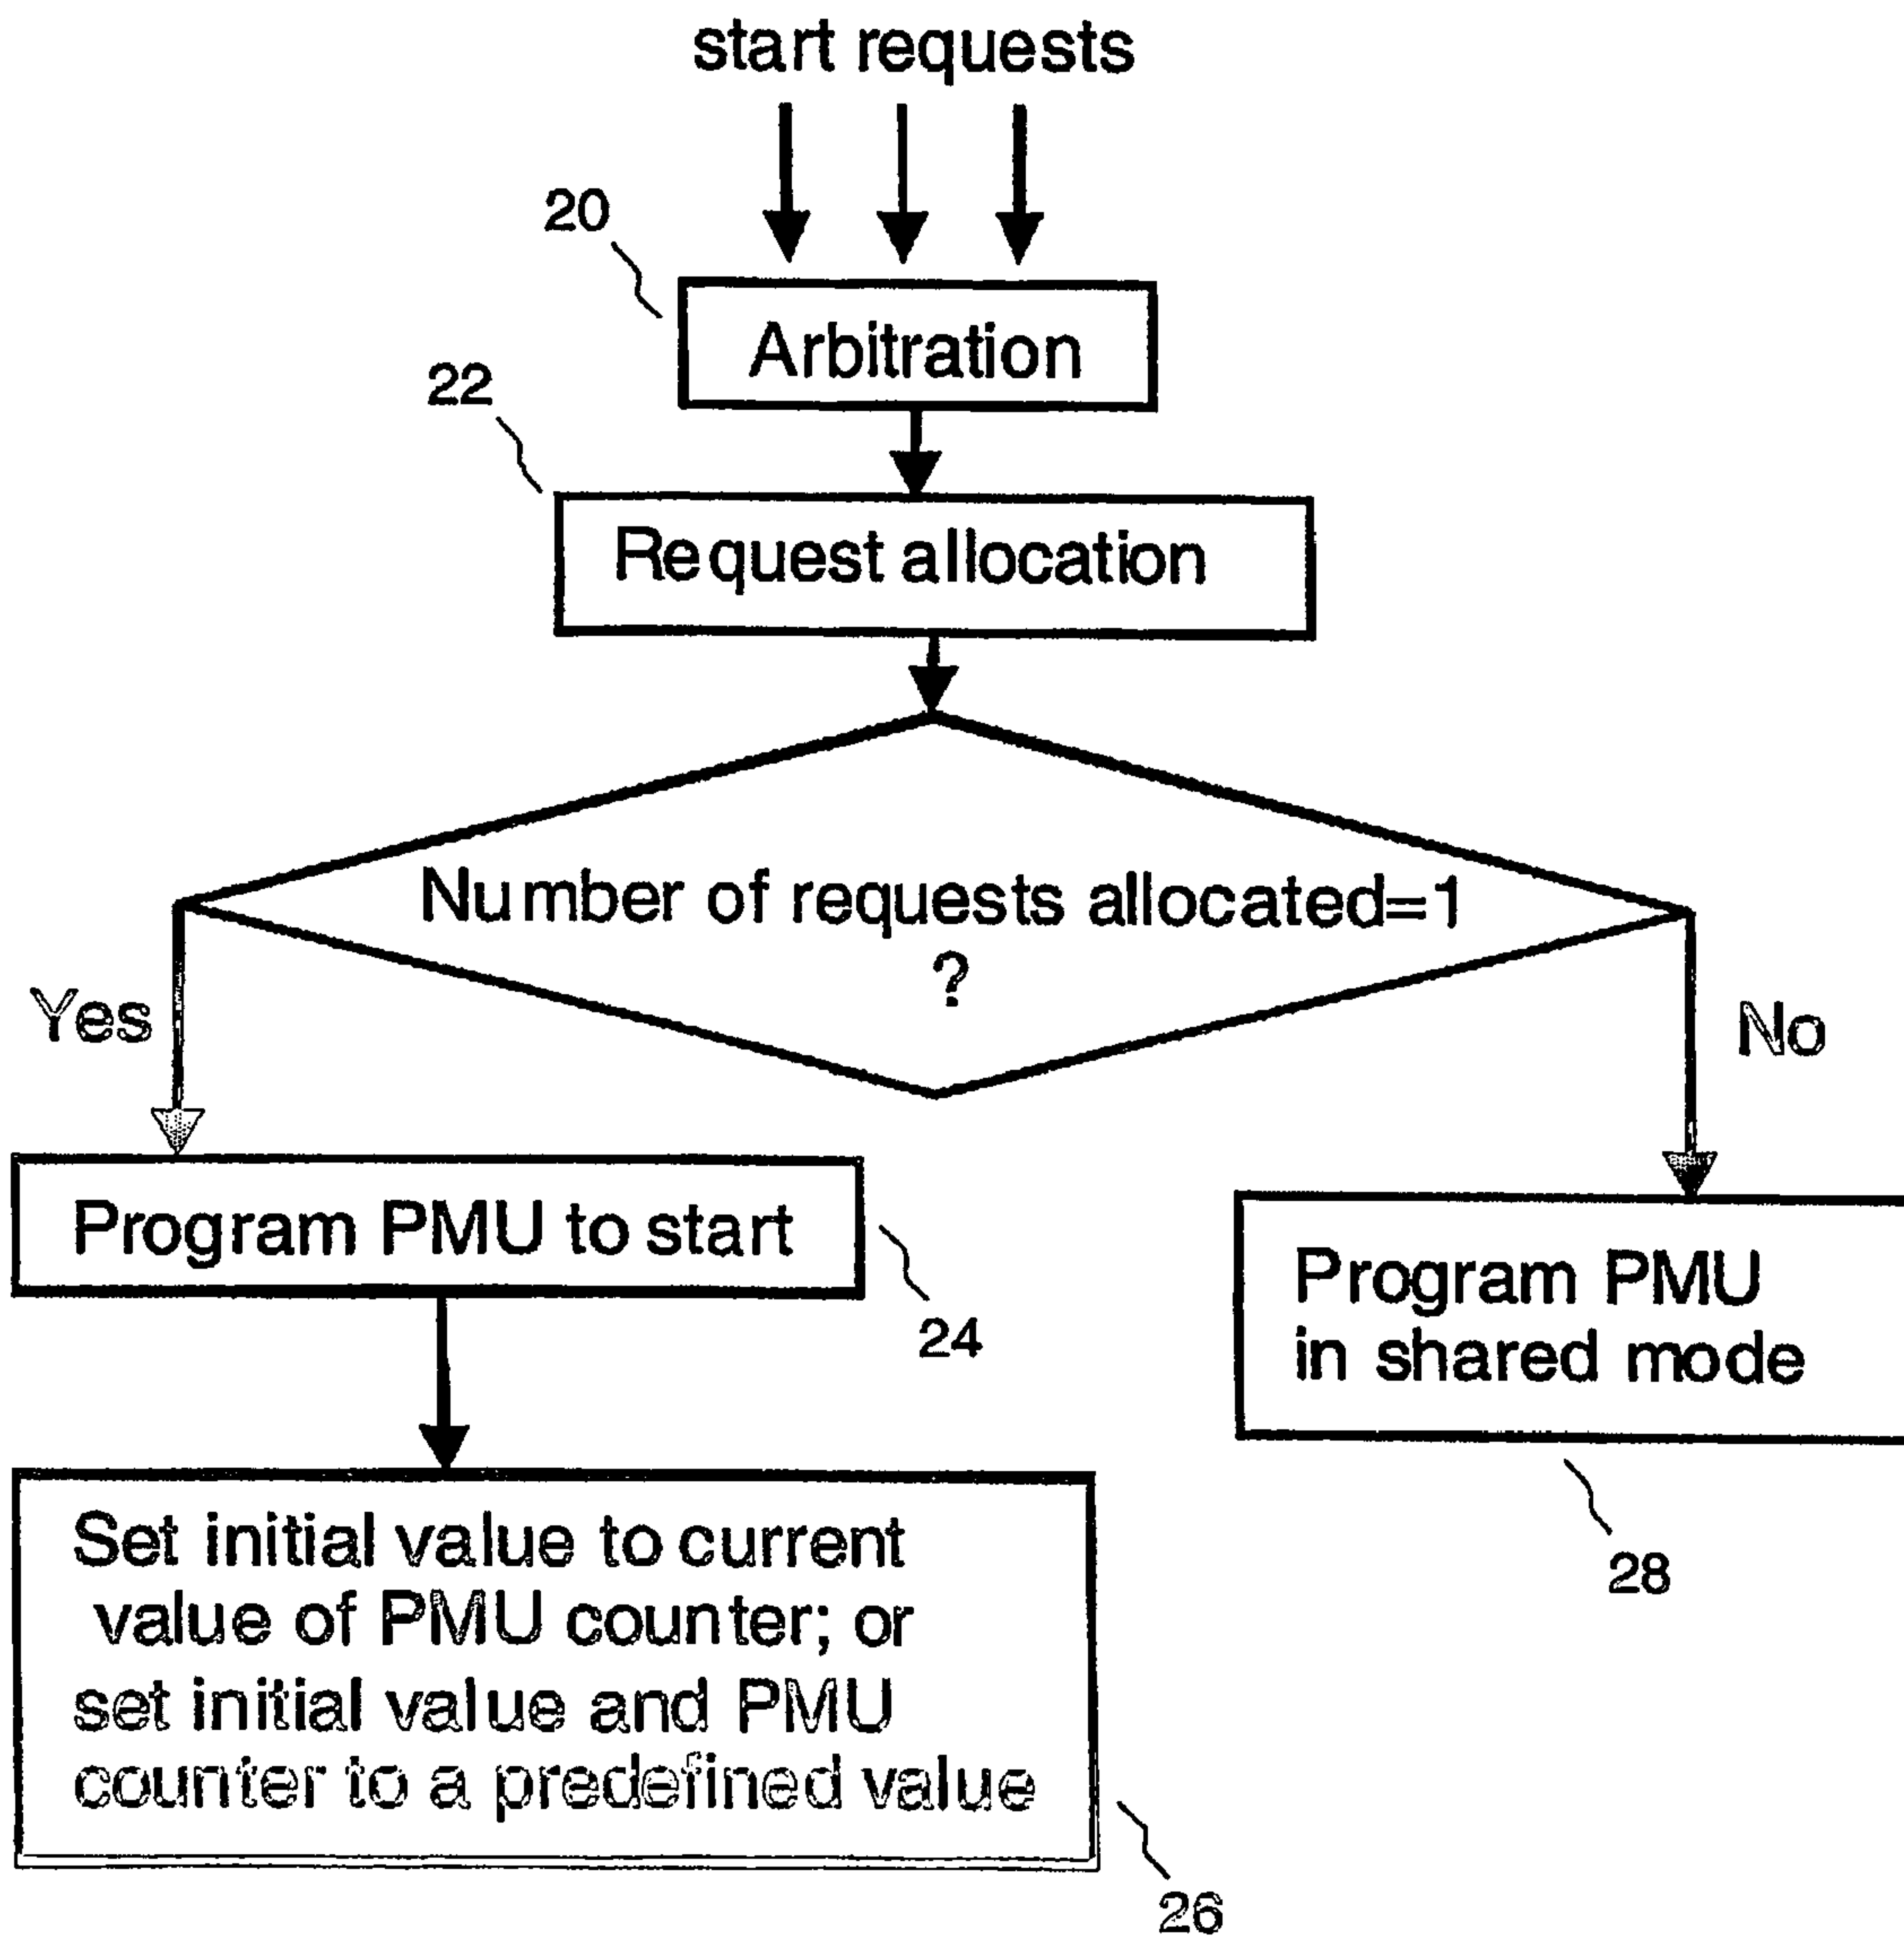 start requests
20
Arbitration
22
Request allocation
Number of requests allocated=1
?
Yes
No
Program PMU to start
24
Program PMU
in shared mode
28
Set initial value to current
value of PMU counter; or
set initial value and PMU
counter to a predefined value
26